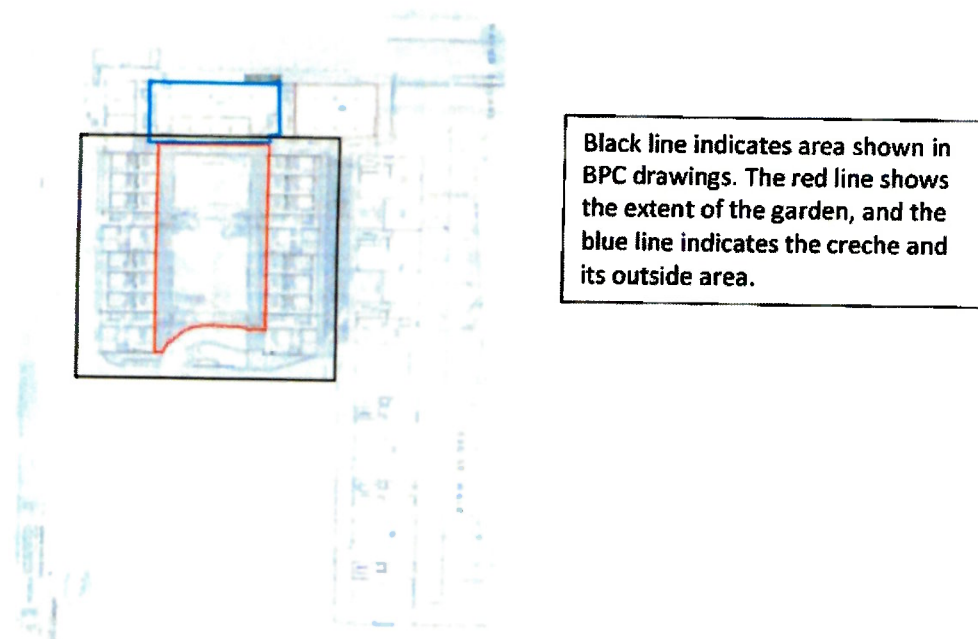 Black line indicates area shown in
BPC drawings. The red line shows
the extent of the garden, and the
blue line indicates the creche and
its outside area.